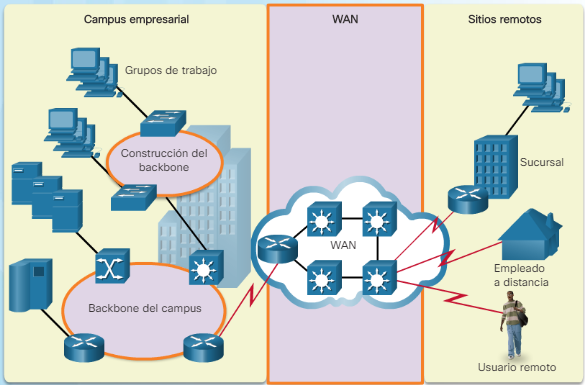 Campus empresarial
WAN
Sitios remotos
Grupos de trabajo
Construcción del
backbone
Sucursal
WAN
Empleado
a distancia
Backbone del campus
Usuario remoto